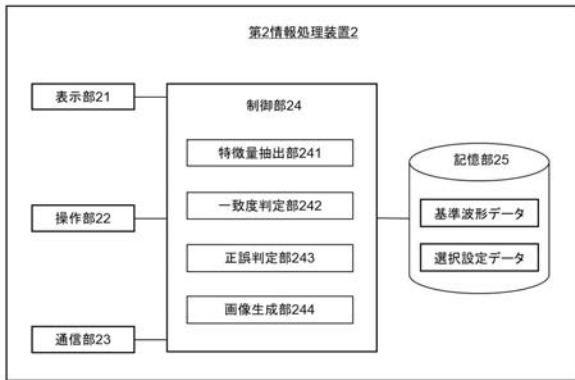 第2情報処理装置2
表示部21
操作部22
通信部23
制御部24
特徴量抽出部241
一致度判定部242
正誤判定部243
画像生成部244
記憶部25
基準波形データ
選択設定データ